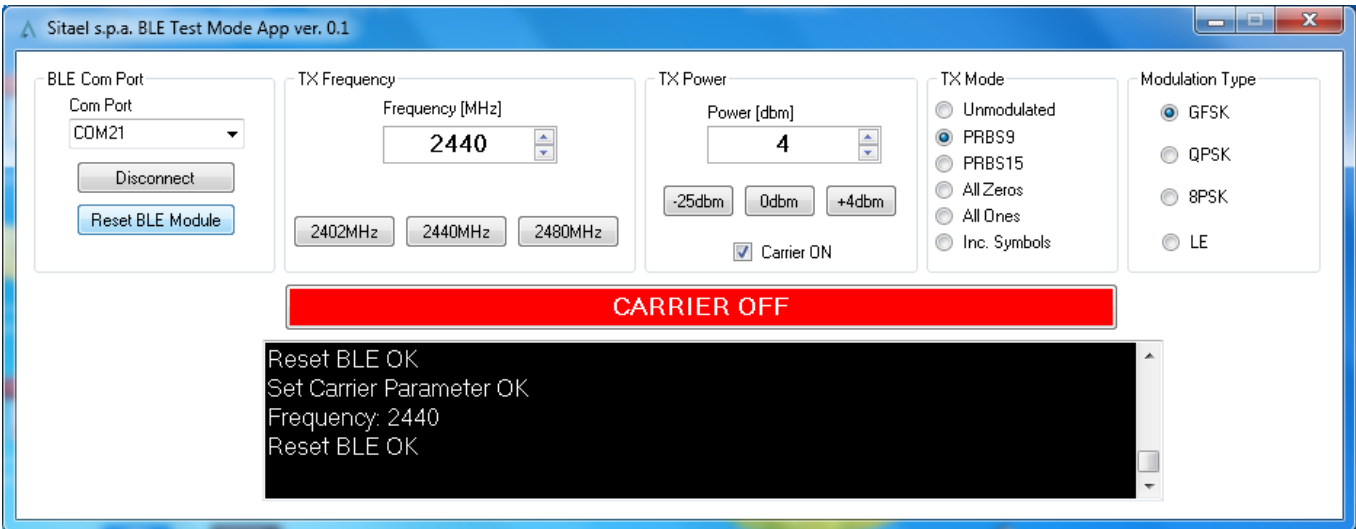 Sitael s.p.a. BLE Test Mode App ver. 0.1
BLE Com Port
Com Port
COM21
Disconnect
Reset BLE Module
TX Frequency
Frequency [MHz]
2440
2402MHz 2440MHz 2480MHz
TX Power
Power [dbm]
4
-25dbm 0dbm +4dbm
Carrier ON
TX Mode
Unmodulated
PRBS9
PRBS15
All Zeros
All Ones
Inc. Symbols
Modulation Type
GFSK
QPSK
8PSK
LE
CARRIER OFF
Reset BLE OK
Set Carrier Parameter OK
Frequency: 2440
Reset BLE OK